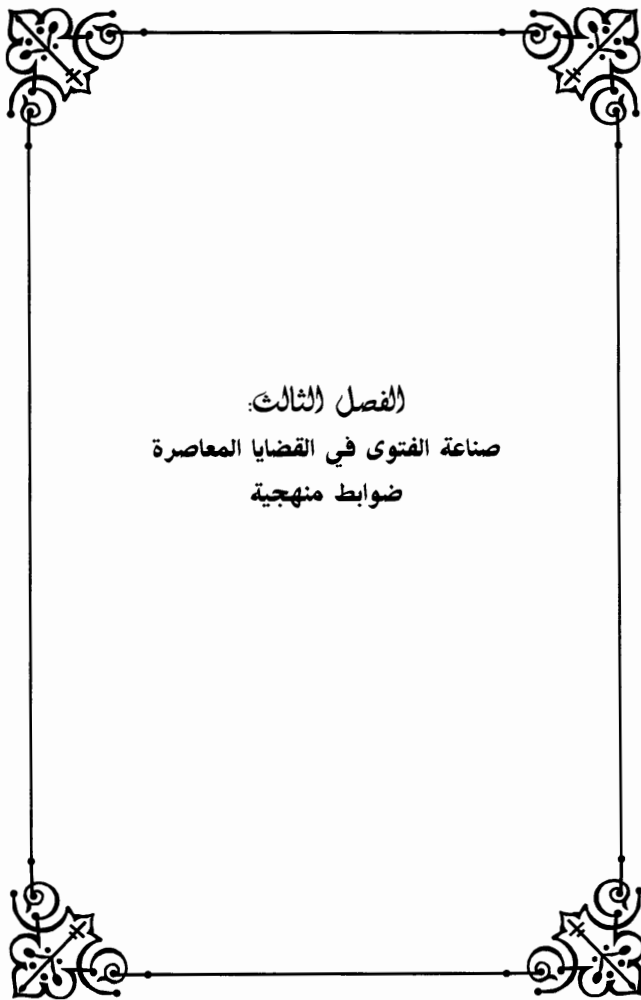 الفصل الثالث:
صناعة الفتوى في القضايا المعاصرة
ضوابط منهجية